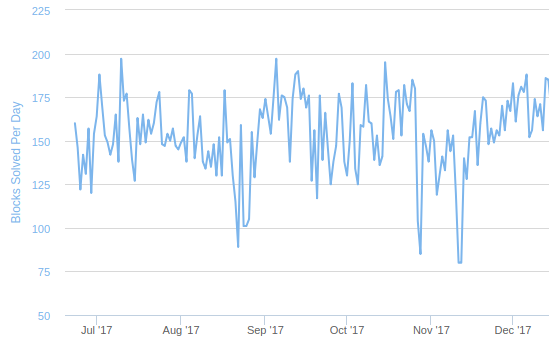 225
200
175
150
125
100
75
50
Blocks Solved Per Day
Jul '17
Aug '17
Sep '17
Oct '17
Nov '17
Dec '17